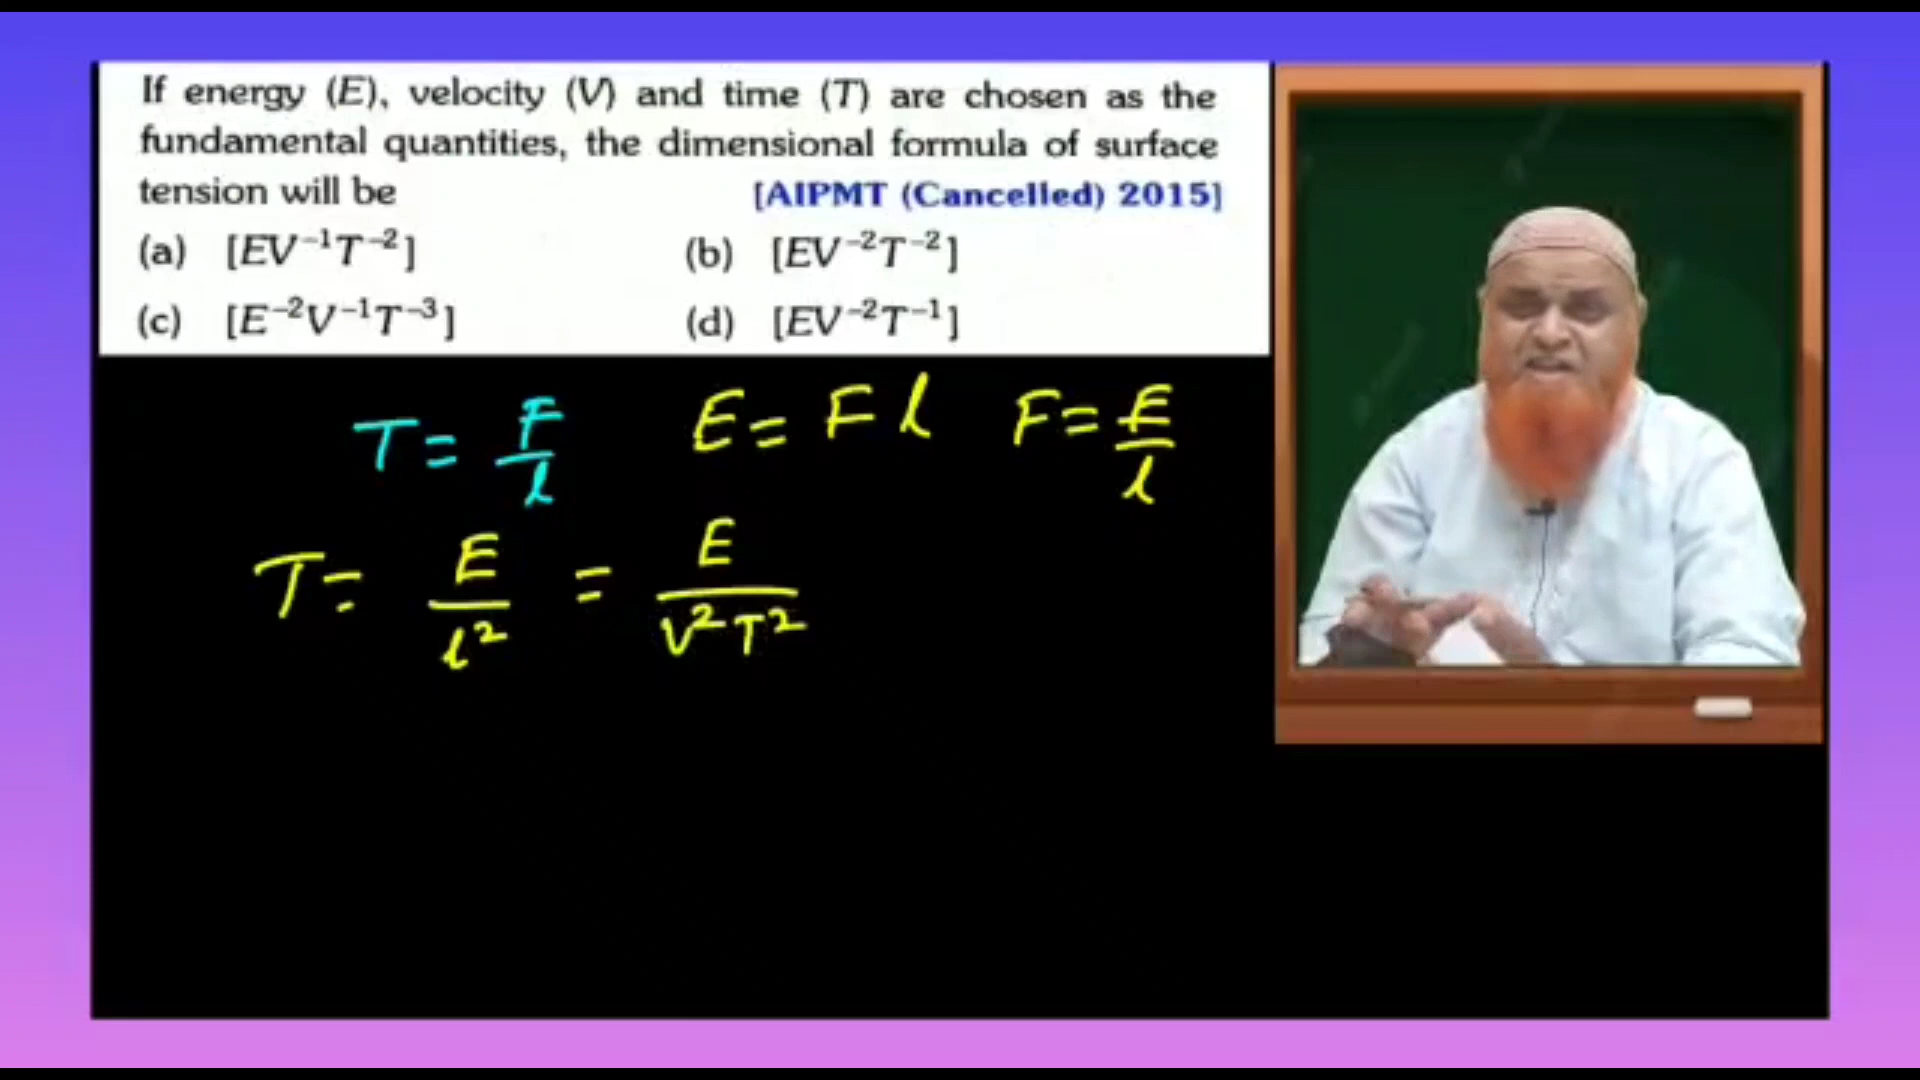 If energy (E), velocity (V) and time (T) are chosen as the
fundamental quantities, the dimensional formula of surface
tension will be [AIPMT (Cancelled) 2015]
(a) [EV⁻¹T⁻²] (b) [EV⁻²T⁻²]
(c) [E⁻²V⁻¹T⁻³] (d) [EV⁻²T⁻¹]
T = F/l E = F l F = E/l
T = E/l² = E/V²T²